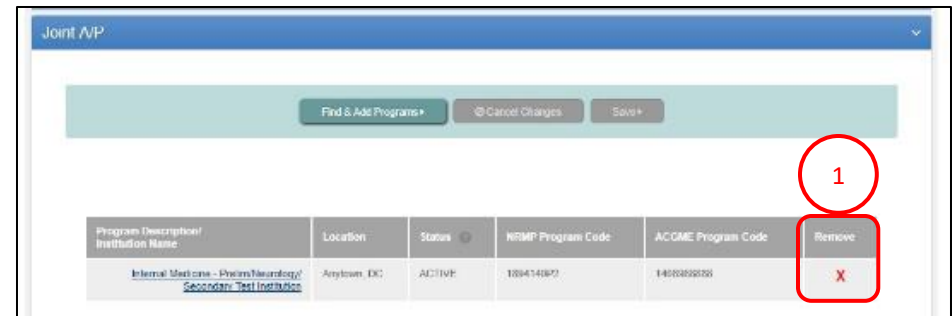 Joint A/P
Find & Add Programs
Cancel Changes
Save
1
Program Description/
Institution Name
Location
Status
NRMP Program Code
ACGME Program Code
Remove
Internal Medicine - Prelim/Neurology/
Secondary Test Institution
Anytown, DC
ACTIVE
1894140P2
X